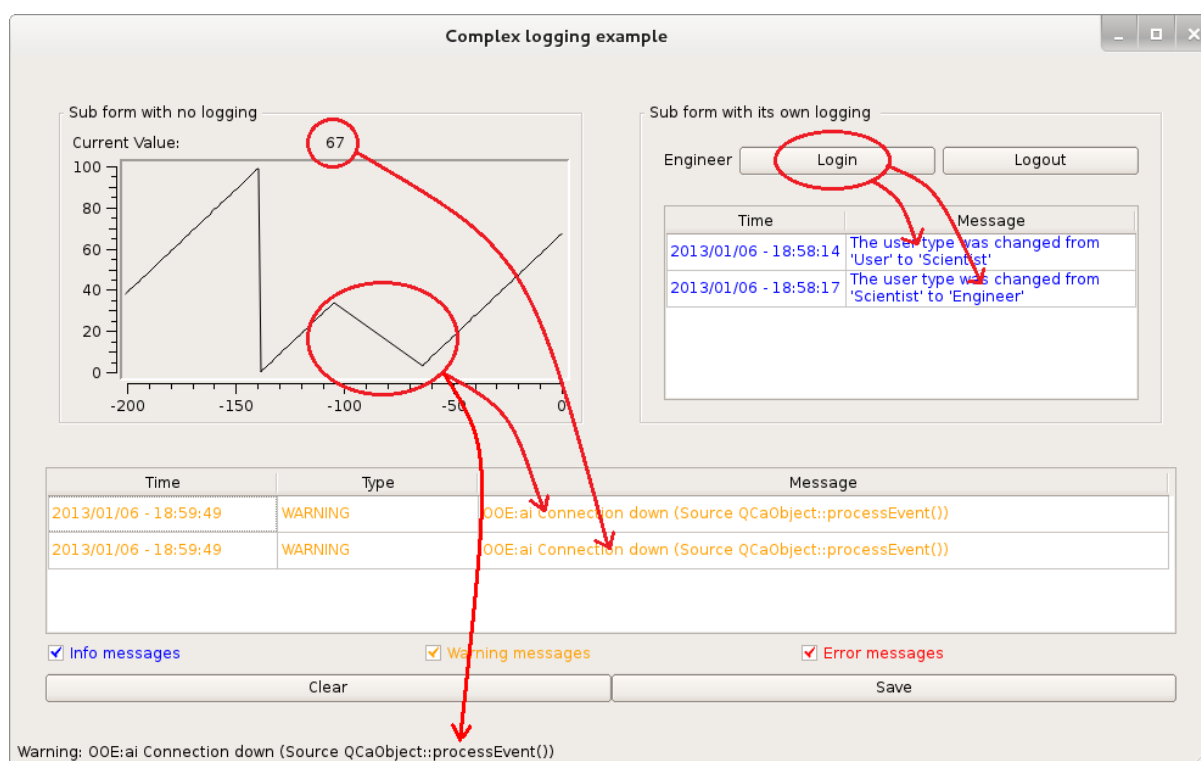 Complex logging example
Sub form with no logging
Current Value: 67
100
80
60
40
20
0
-200 -150 -100 -50 0
Sub form with its own logging
Engineer Login Logout
Time Message
2013/01/06 - 18:58:14 The user type was changed from
'User' to 'Scientist'
2013/01/06 - 18:58:17 The user type was changed from
'Scientist' to 'Engineer'
Time Type Message
2013/01/06 - 18:59:49 WARNING OOE:ai Connection down (Source QCaObject::processEvent())
2013/01/06 - 18:59:49 WARNING OOE:ai Connection down (Source QCaObject::processEvent())
Info messages Warning messages Error messages
Clear Save
Warning: OOE:ai Connection down (Source QCaObject::processEvent())